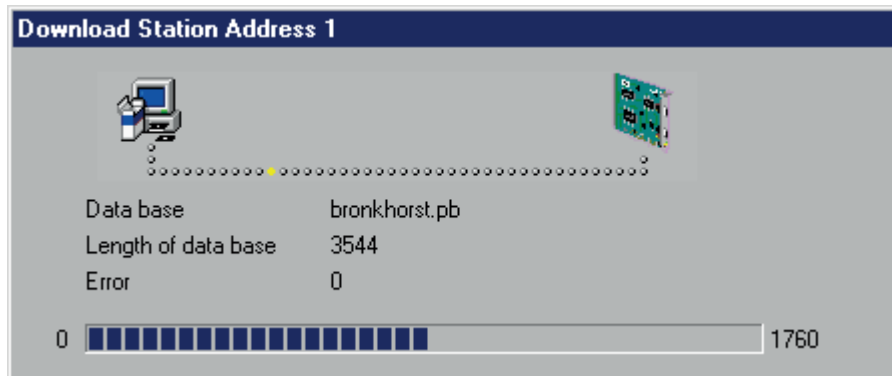 Download Station Address 1
Data base bronkhorst.pb
Length of data base 3544
Error 0
0 1760